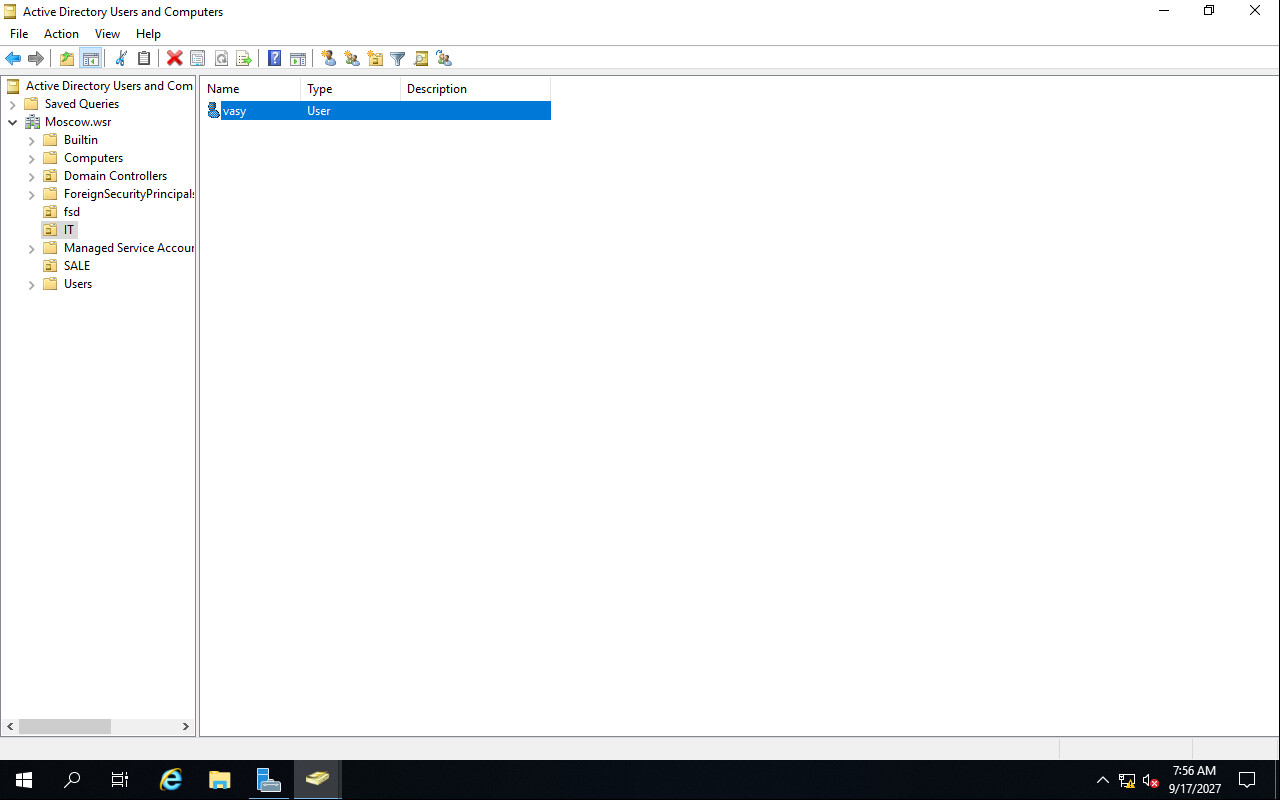 Active Directory Users and Computers
File Action View Help
Active Directory Users and Com
Saved Queries
Moscow.wsr
Builtin
Computers
Domain Controllers
ForeignSecurityPrincipals
fsd
IT
Managed Service Accour
SALE
Users
Name Type Description
vasy User
7:56 AM
9/17/2027